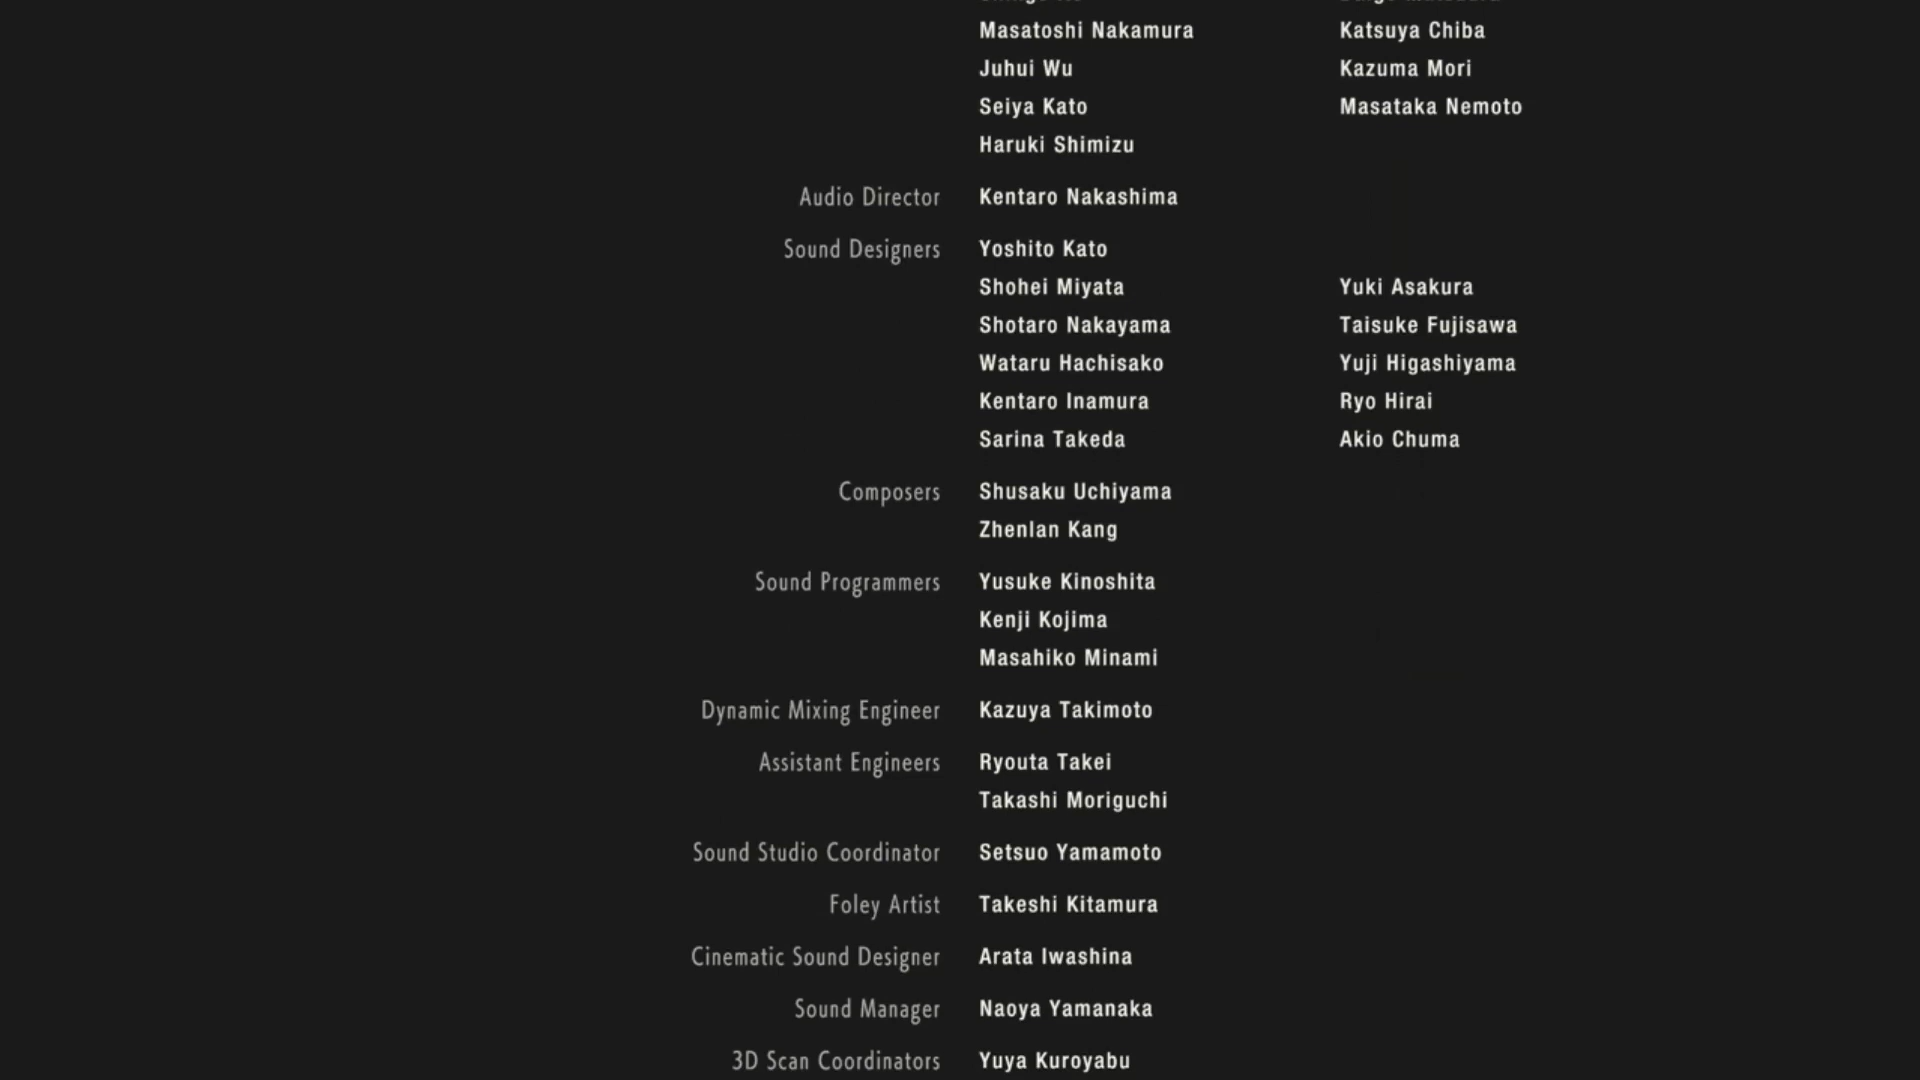 Masatoshi Nakamura Katsuya Chiba
Juhui Wu Kazuma Mori
Seiya Kato Masataka Nemoto
Haruki Shimizu
Audio Director Kentaro Nakashima
Sound Designers Yoshito Kato
Shohei Miyata Yuki Asakura
Shotaro Nakayama Taisuke Fujisawa
Wataru Hachisako Yuji Higashiyama
Kentaro Inamura Ryo Hirai
Sarina Takeda Akio Chuma
Composers Shusaku Uchiyama
Zhenlan Kang
Sound Programmers Yusuke Kinoshita
Kenji Kojima
Masahiko Minami
Dynamic Mixing Engineer Kazuya Takimoto
Assistant Engineers Ryouta Takei
Takashi Moriguchi
Sound Studio Coordinator Setsuo Yamamoto
Foley Artist Takeshi Kitamura
Cinematic Sound Designer Arata Iwashina
Sound Manager Naoya Yamanaka
3D Scan Coordinators Yuya Kuroyabu